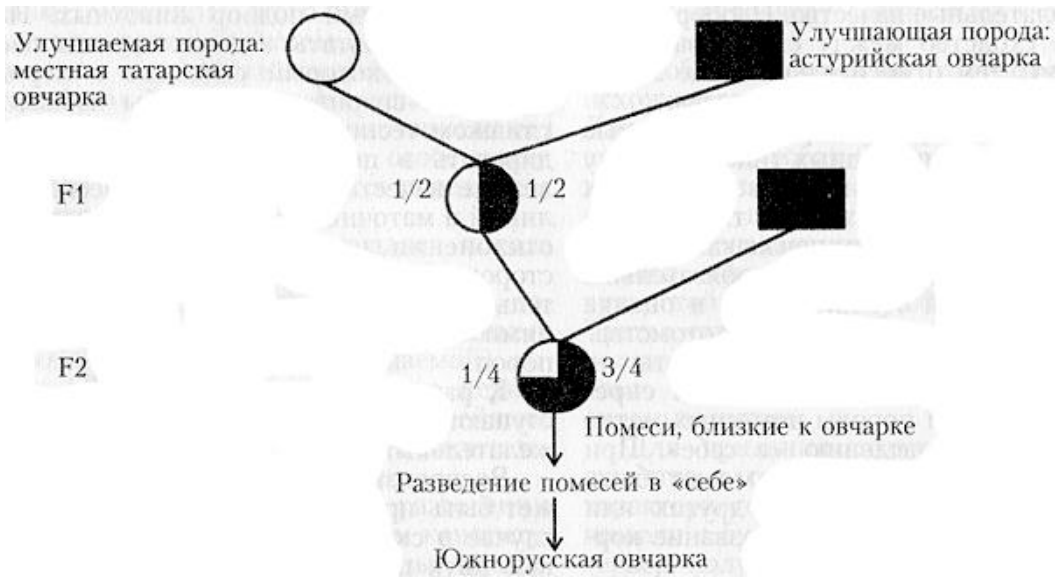 Улучшаемая порода:
местная татарская
овчарка
Улучшающая порода:
астурийская овчарка
F1
1/2
1/2
F2
1/4
3/4
Помеси, близкие к овчарке
Разведение помесей в «себе»
Южнорусская овчарка